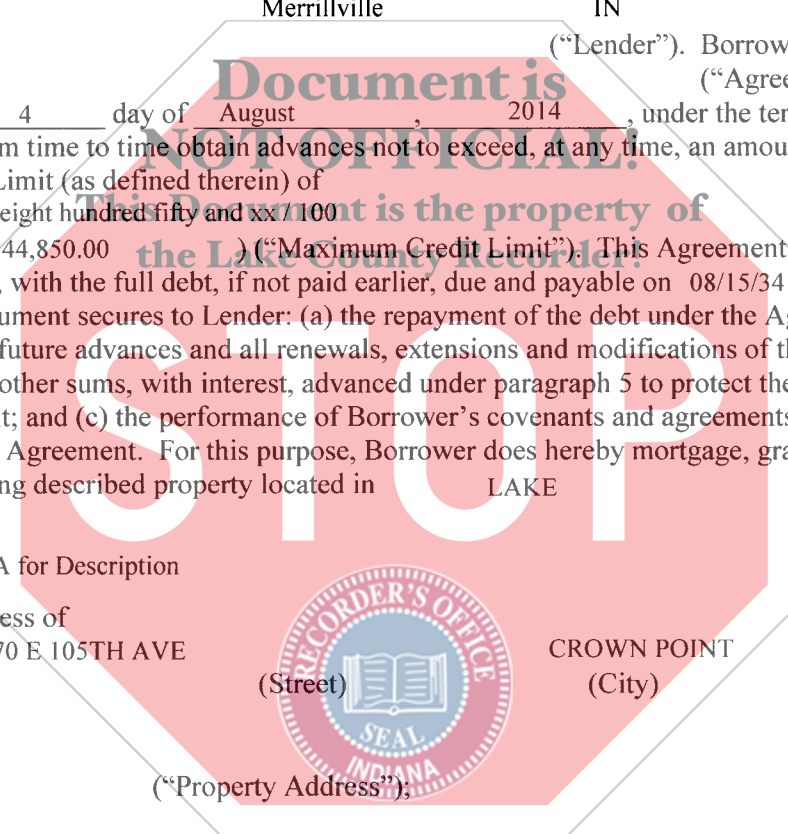 Merrillville IN
(“Lender”). Borrow
Document is
(“Agree
4 day of August , 2014 , under the ter
NOT OFFICIAL!
m time to time obtain advances not to exceed, at any time, an amou
Limit (as defined therein) of
This Document is the property of
eight hundred fifty and xx / 100
44,850.00 ) (“Maximum Credit Limit”). This Agreement
the Lake County Recorder!
, with the full debt, if not paid earlier, due and payable on 08/15/34
ument secures to Lender: (a) the repayment of the debt under the Ag
future advances and all renewals, extensions and modifications of th
other sums, with interest, advanced under paragraph 5 to protect the
t; and (c) the performance of Borrower’s covenants and agreements
Agreement. For this purpose, Borrower does hereby mortgage, gra
STOP
ng described property located in LAKE
A for Description
RECORDER'S OFFICE
ess of
70 E 105TH AVE CROWN POINT
(Street) (City)
SEAL
INDIANA
(“Property Address”);